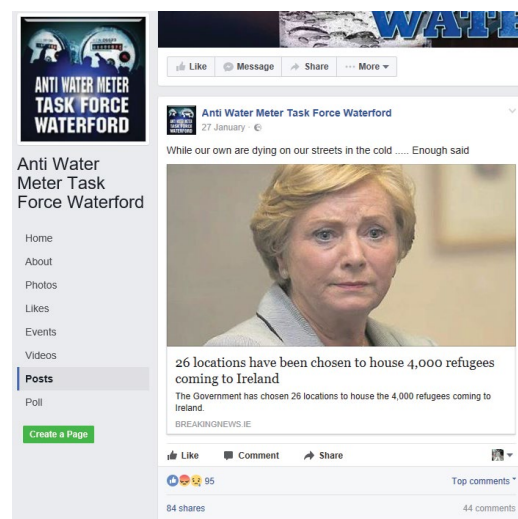 WATE
ANTI WATER METER
TASK FORCE
WATERFORD
Like
Message
Share
More
Anti Water Meter Task Force Waterford
27 January
While our own are dying on our streets in the cold ..... Enough said
Anti Water
Meter Task
Force Waterford
Home
About
Photos
Likes
Events
Videos
Posts
Poll
Create a Page
26 locations have been chosen to house 4,000 refugees
coming to Ireland
The Government has chosen 26 locations to house the 4,000 refugees coming to
Ireland.
BREAKINGNEWS.IE
Like
Comment
Share
95
Top comments
84 shares
44 comments